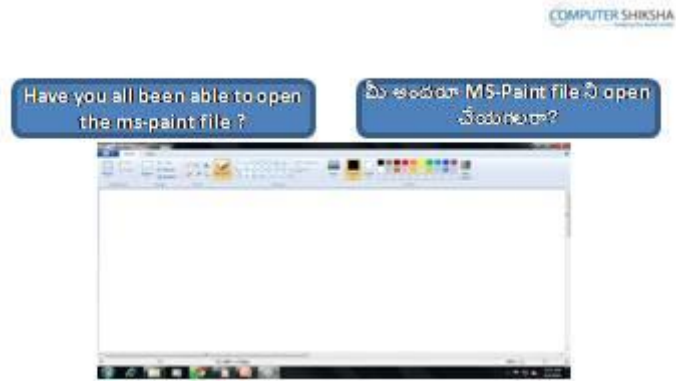 COMPUTER SHIKSHA
Have you all been able to open
the ms-paint file ?
మీ అందరూ MS-Paint file ని open
చేయగలరా?